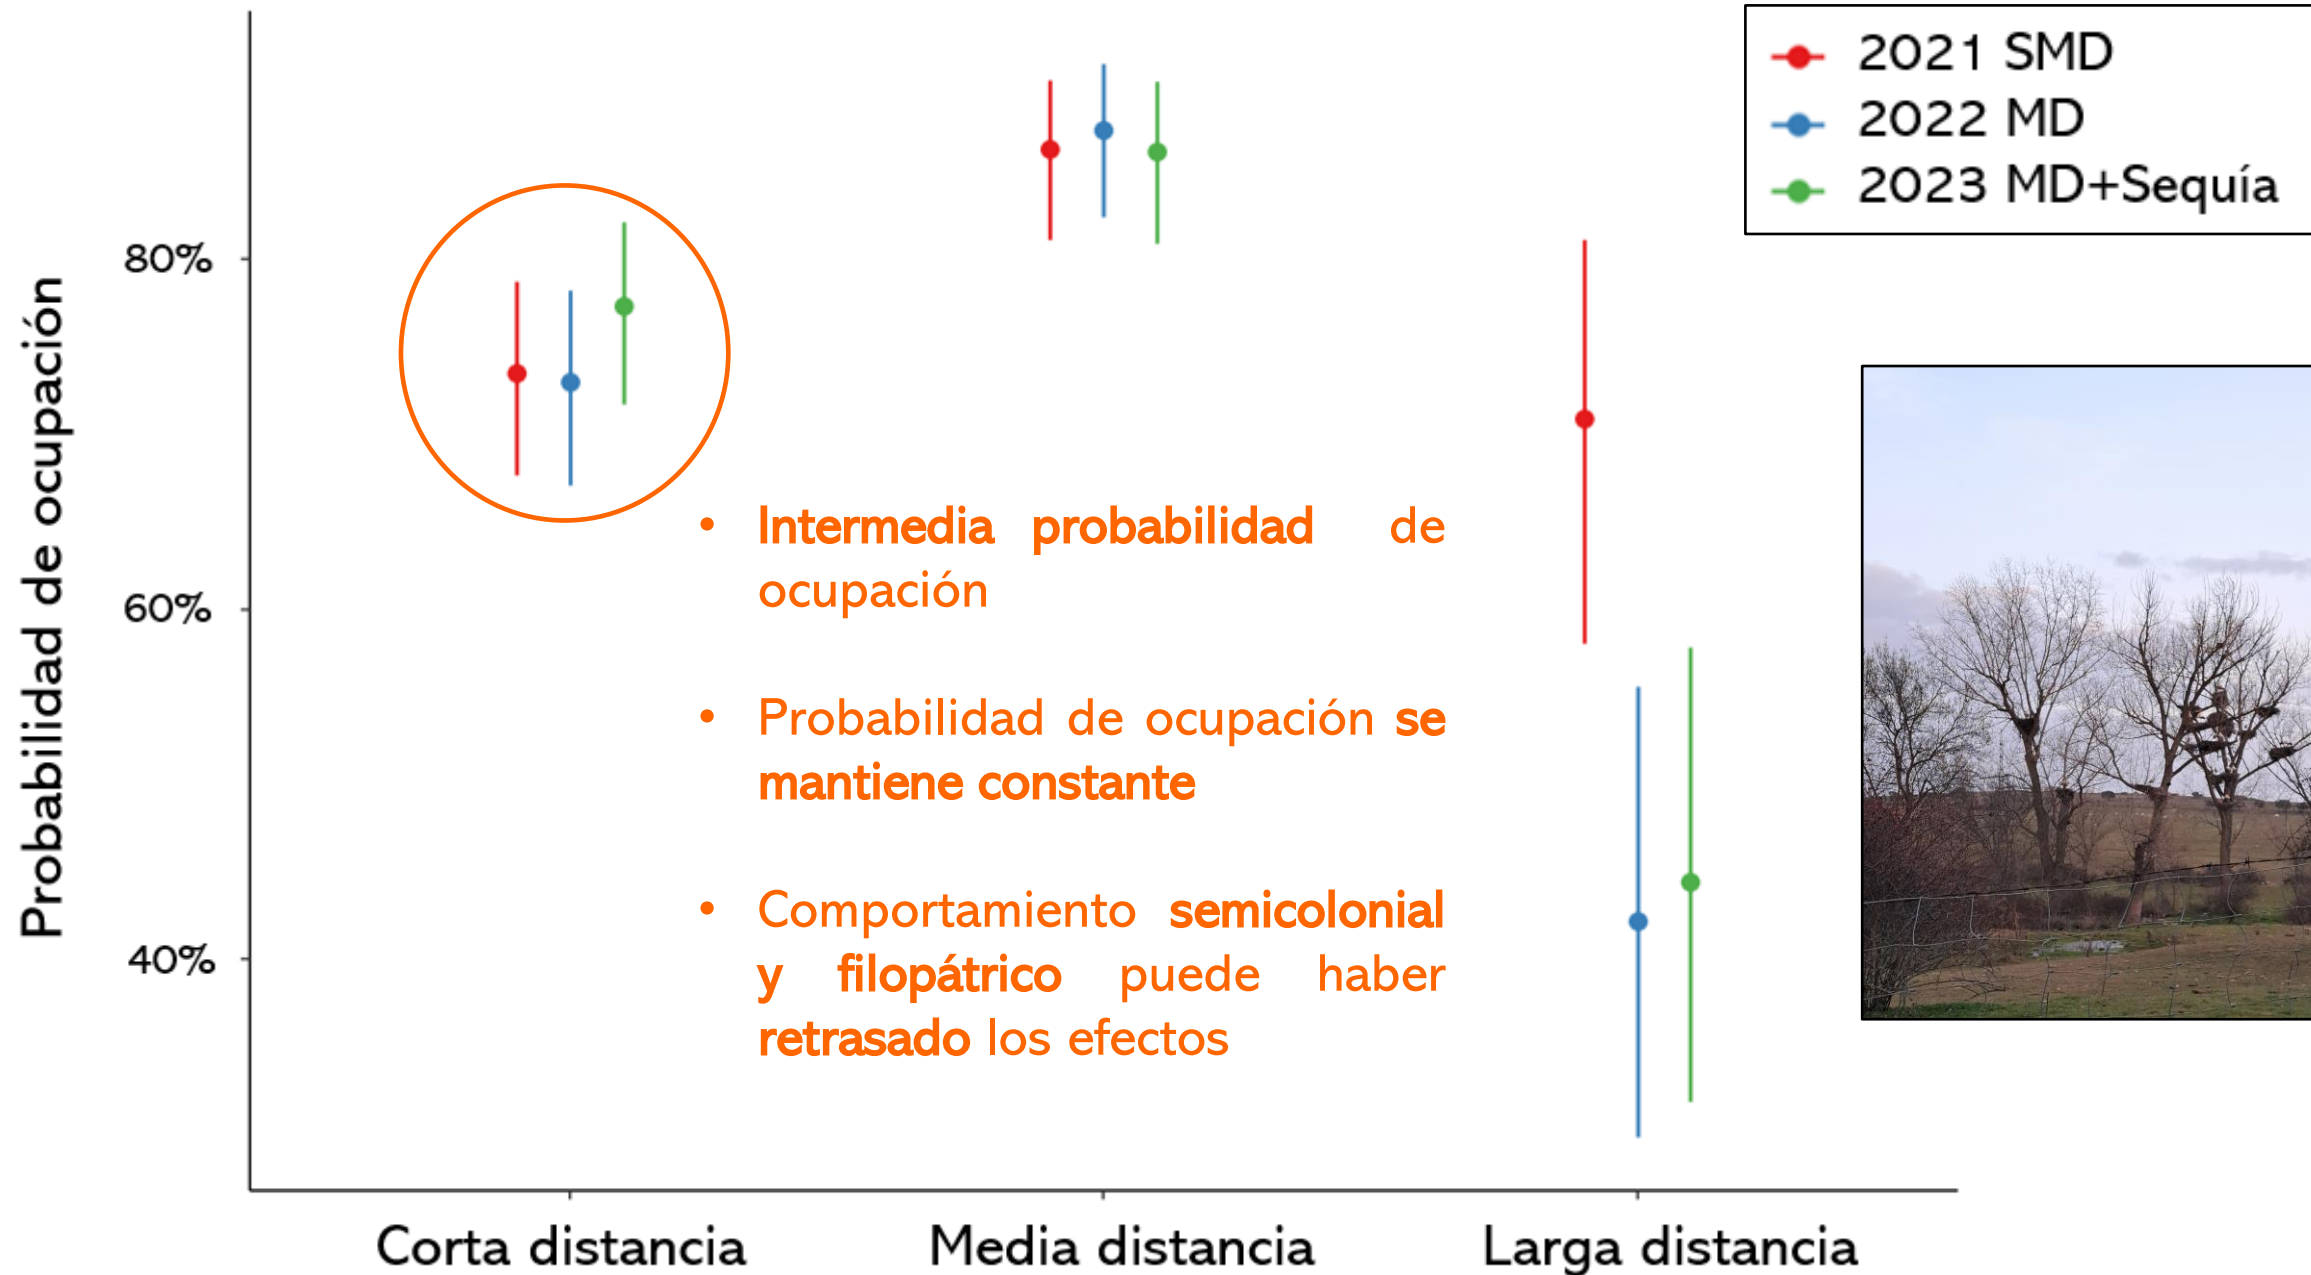 2021 SMD
2022 MD
2023 MD+Sequía
Probabilidad de ocupación
80%
60%
40%
• Intermedia probabilidad de
ocupación
• Probabilidad de ocupación se
mantiene constante
• Comportamiento semicolonial
y filopátrico puede haber
retrasado los efectos
Corta distancia
Media distancia
Larga distancia